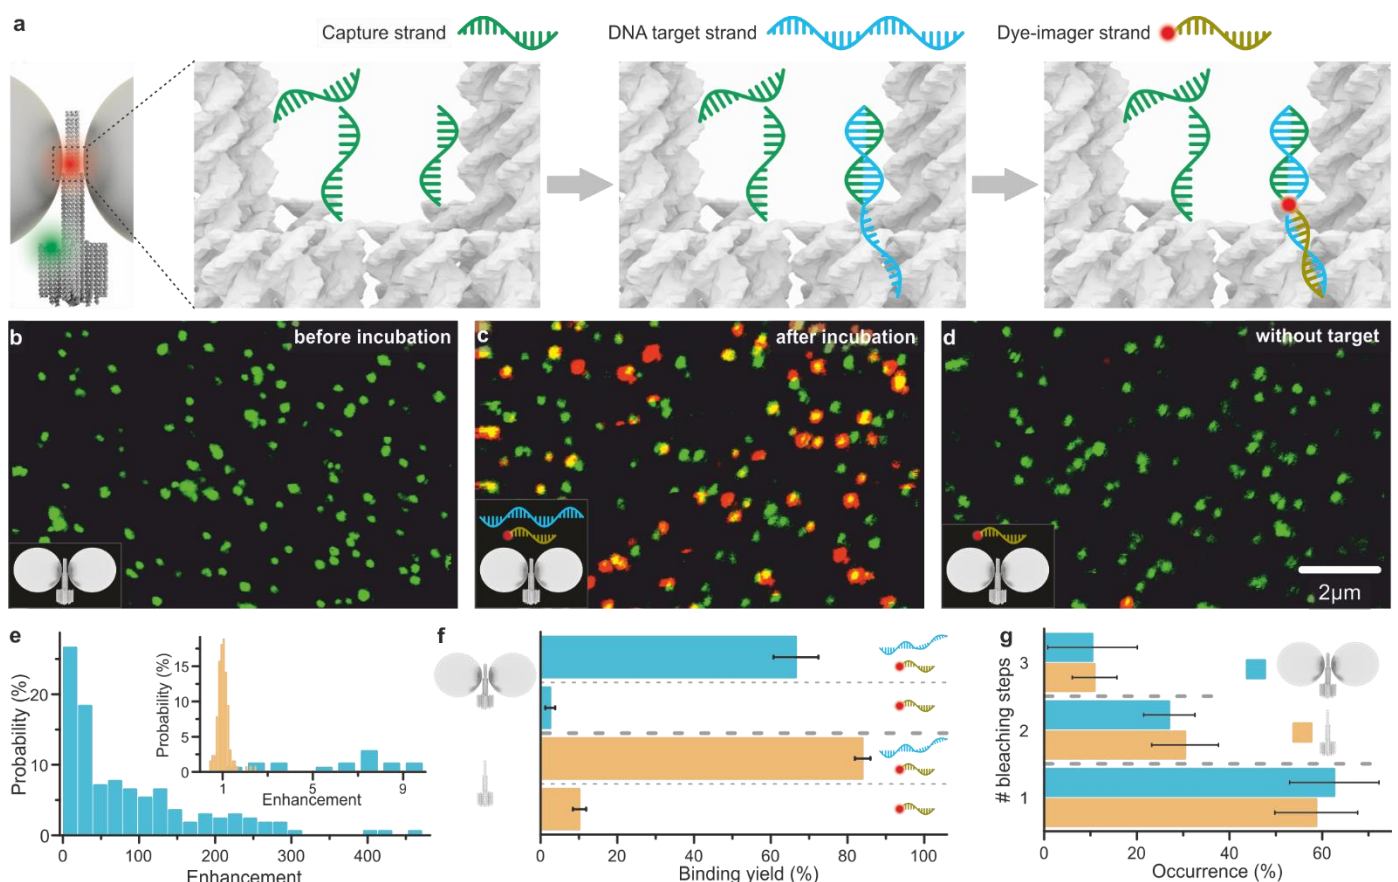 a
Capture strand
DNA target strand
Dye-imager strand
b
before incubation
c
after incubation
d
without target
2µm
e
Probability (%)
20
10
0
0
100
200
300
400
Enhancement
Probability (%)
15
10
5
0
1
5
9
Enhancement
f
0
20
40
60
80
100
Binding yield (%)
g
# bleaching steps
3
2
1
0
20
40
60
Occurrence (%)